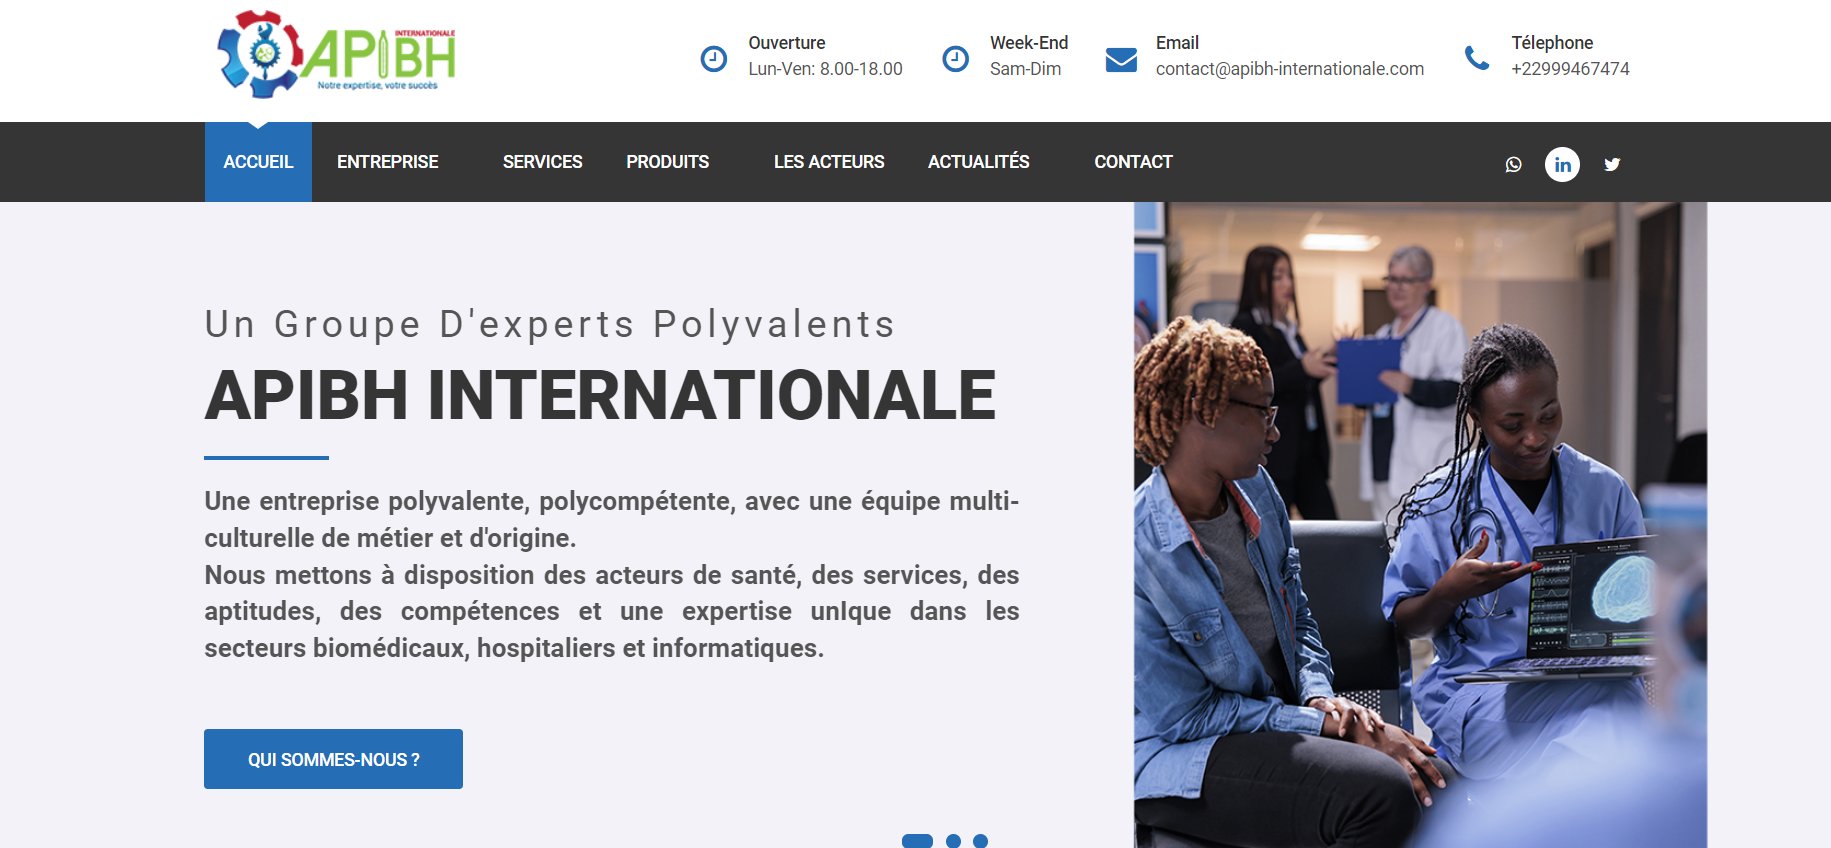 APIBH
INTERNATIONALE
Notre expertise, votre succès
Ouverture
Lun-Ven: 8.00-18.00
Week-End
Sam-Dim
Email
contact@apibh-internationale.com
Télephone
+22999467474
ACCUEIL ENTREPRISE SERVICES PRODUITS LES ACTEURS ACTUALITÉS CONTACT
Un Groupe D'experts Polyvalents
APIBH INTERNATIONALE
Une entreprise polyvalente, polycompétente, avec une équipe multi-
culturelle de métier et d'origine.
Nous mettons à disposition des acteurs de santé, des services, des
aptitudes, des compétences et une expertise unIque dans les
secteurs biomédicaux, hospitaliers et informatiques.
QUI SOMMES-NOUS ?